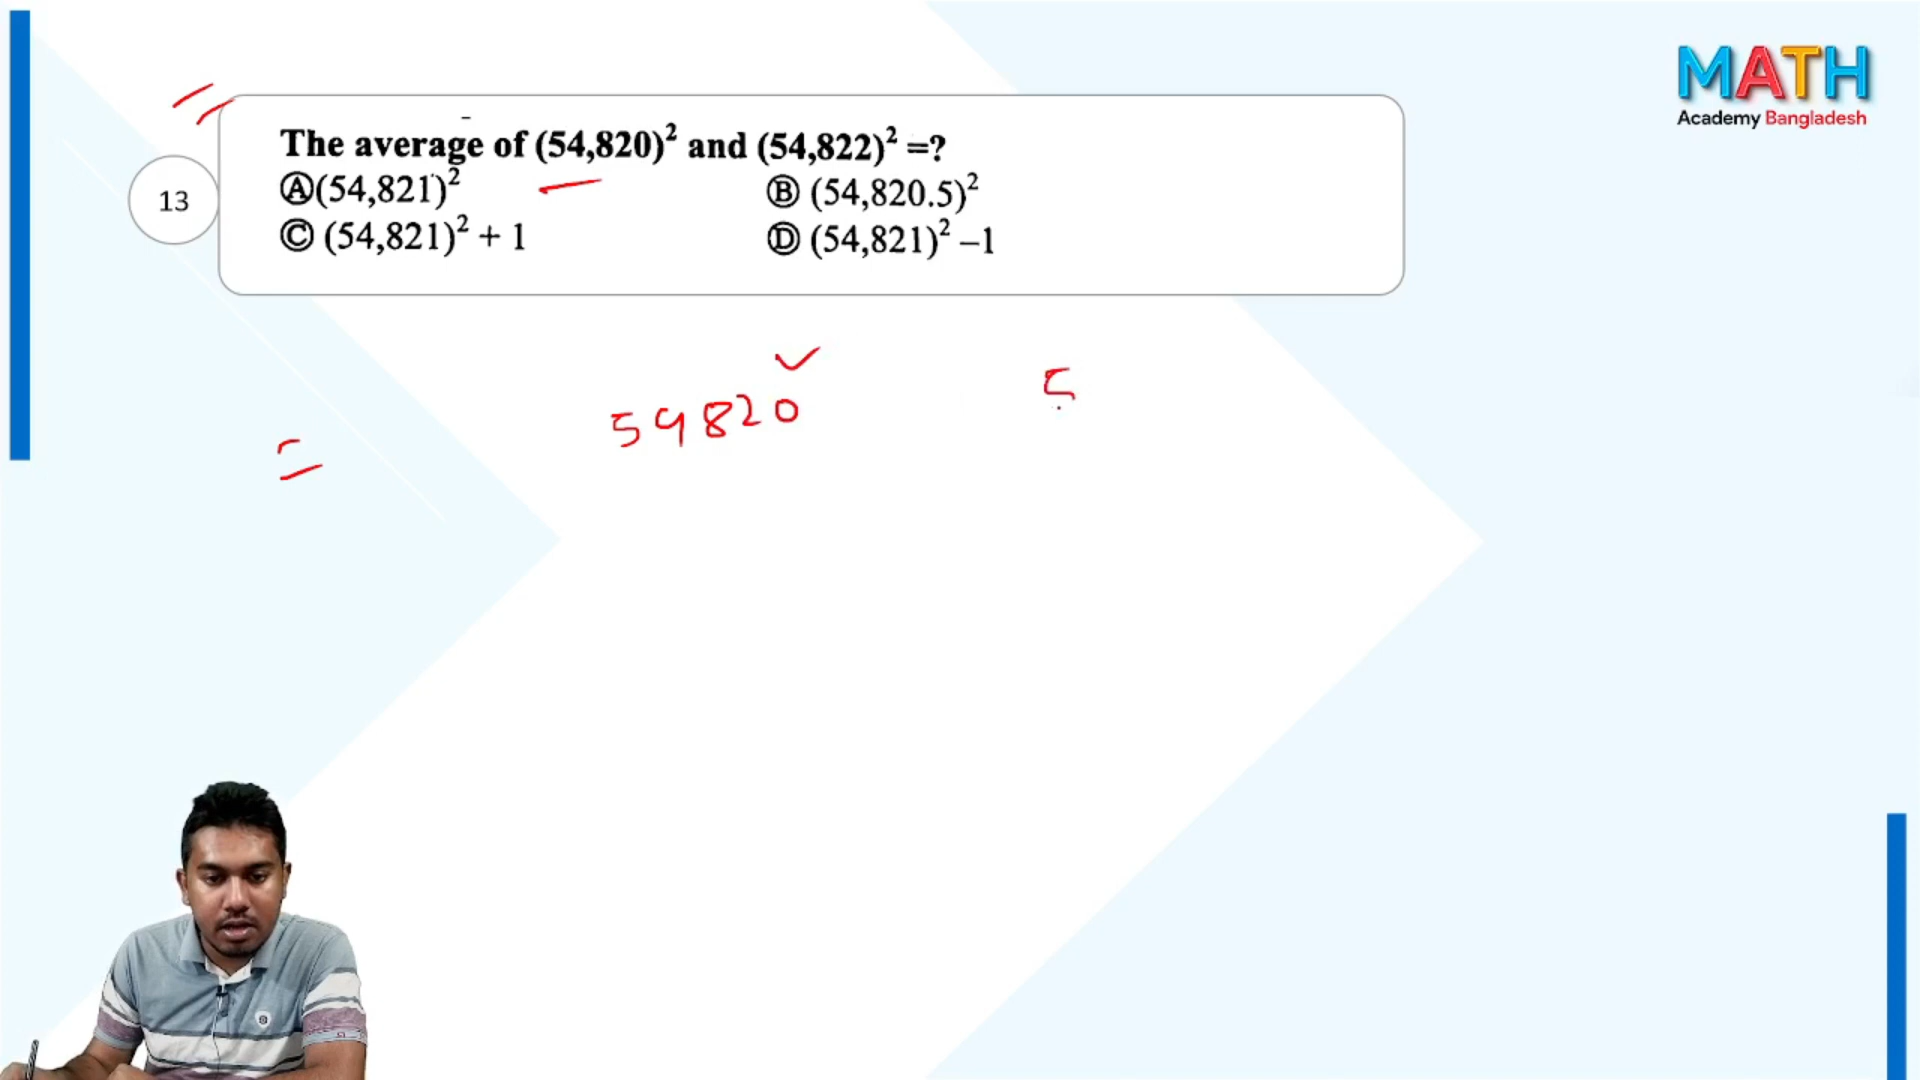 MATH
Academy Bangladesh
13
The average of (54,820)² and (54,822)² =?
Ⓐ(54,821)² Ⓑ (54,820.5)²
Ⓒ (54,821)² + 1 Ⓓ (54,821)² –1
54820 5